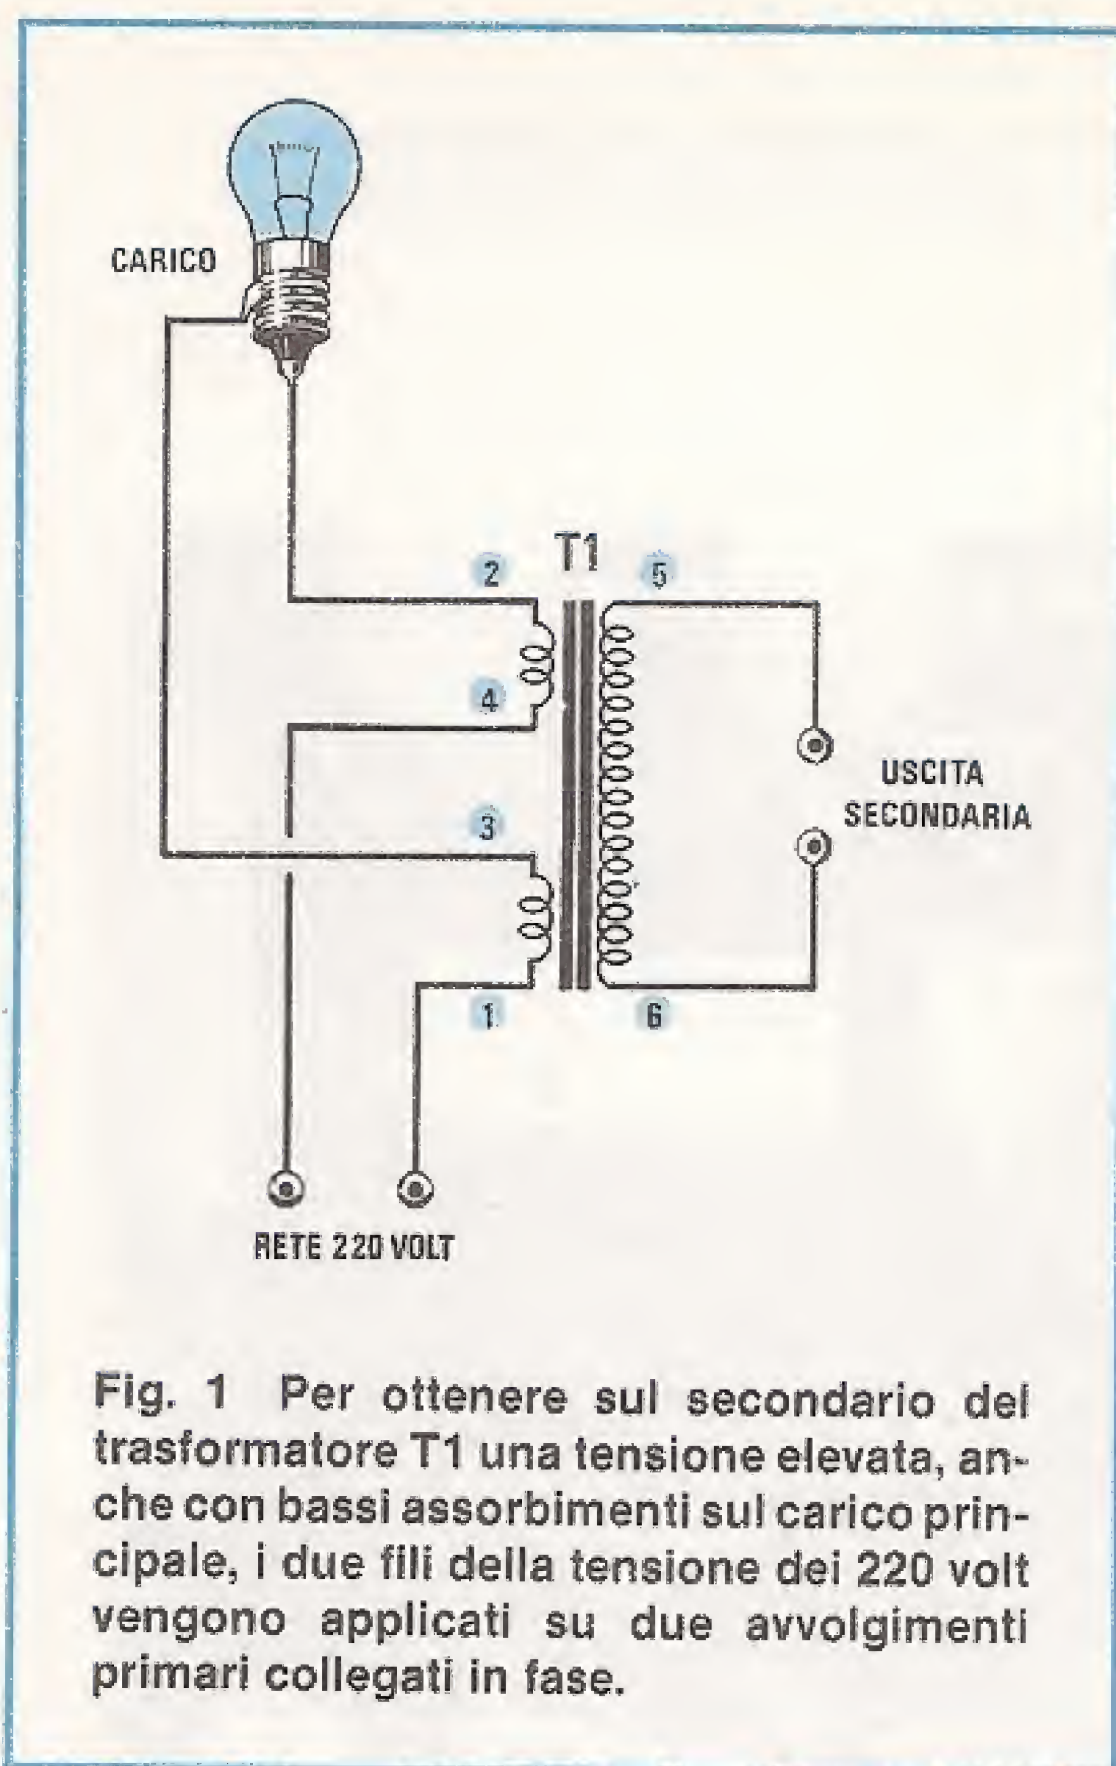 CARICO
T1
2
5
4
USCITA
SECONDARIA
3
1
6
RETE 220 VOLT
Fig. 1 Per ottenere sul secondario del
trasformatore T1 una tensione elevata, an-
che con bassi assorbimenti sul carico prin-
cipale, i due fili della tensione dei 220 volt
vengono applicati su due avvolgimenti
primari collegati in fase.